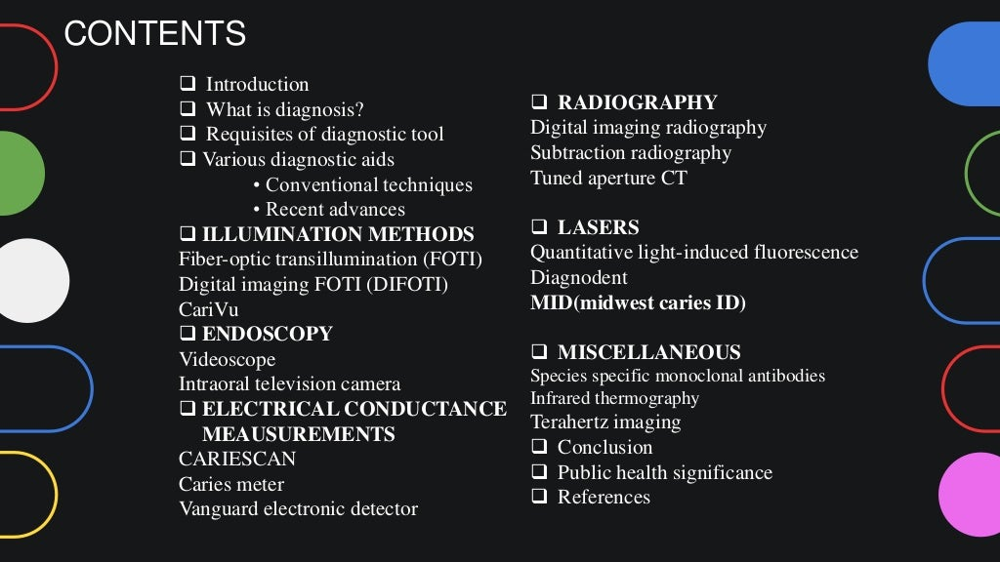 CONTENTS
❑ Introduction
❑ What is diagnosis?
❑ Requisites of diagnostic tool
❑ Various diagnostic aids
• Conventional techniques
• Recent advances
❑ ILLUMINATION METHODS
Fiber-optic transillumination (FOTI)
Digital imaging FOTI (DIFOTI)
CariVu
❑ ENDOSCOPY
Videoscope
Intraoral television camera
❑ ELECTRICAL CONDUCTANCE
MEAUSUREMENTS
CARIESCAN
Caries meter
Vanguard electronic detector
❑ RADIOGRAPHY
Digital imaging radiography
Subtraction radiography
Tuned aperture CT
❑ LASERS
Quantitative light-induced fluorescence
Diagnodent
MID(midwest caries ID)
❑ MISCELLANEOUS
Species specific monoclonal antibodies
Infrared thermography
Terahertz imaging
❑ Conclusion
❑ Public health significance
❑ References